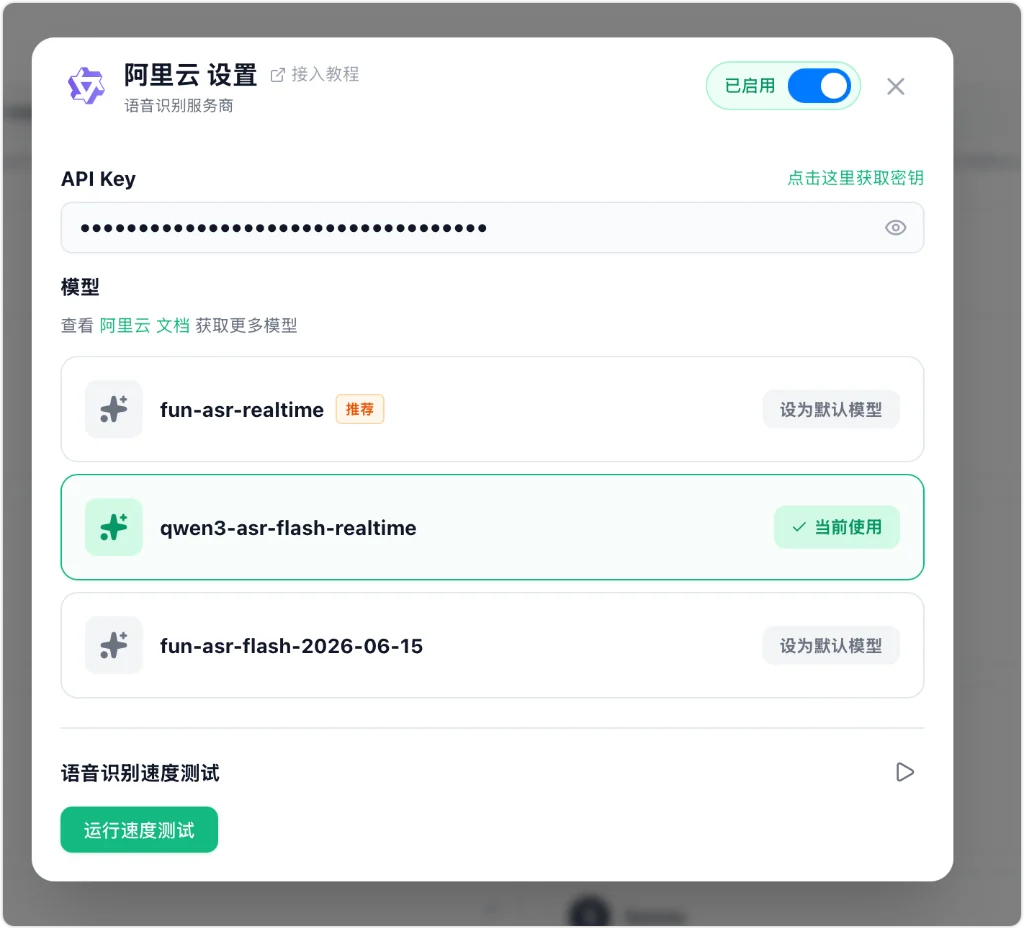 阿里云 设置 接入教程
语音识别服务商
已启用
API Key
点击这里获取密钥
••••••••••••••••••••••••••••••••••
模型
查看 阿里云 文档 获取更多模型
fun-asr-realtime 推荐 设为默认模型
qwen3-asr-flash-realtime 当前使用
fun-asr-flash-2026-06-15 设为默认模型
语音识别速度测试
运行速度测试